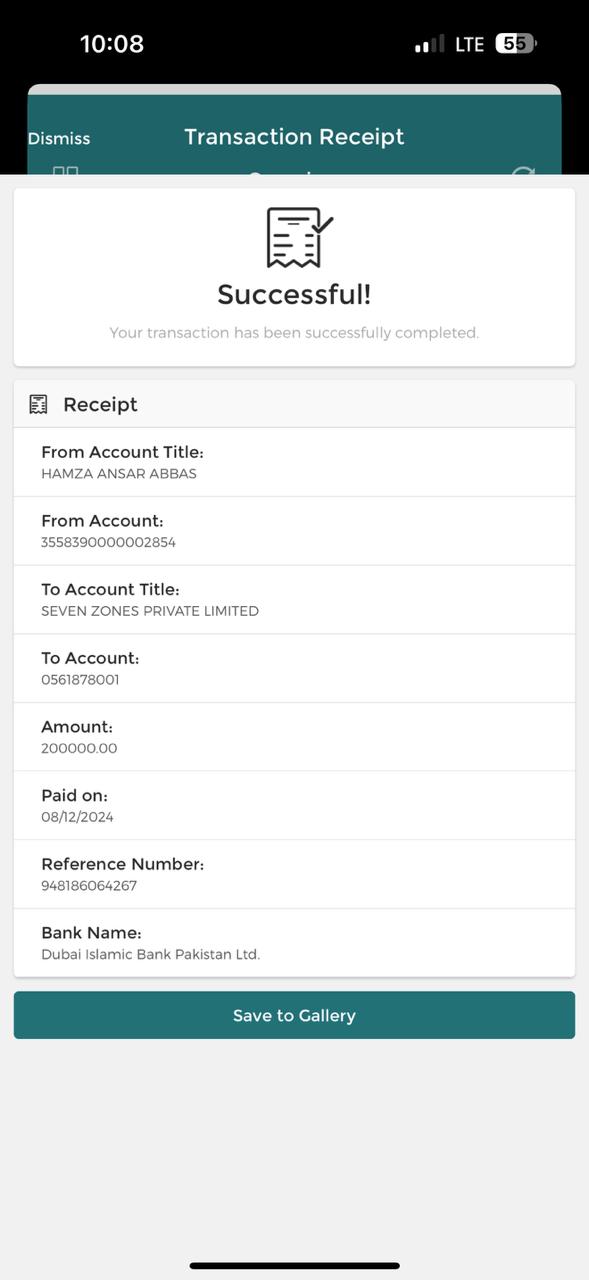 10:08
LTE 55
Dismiss
Transaction Receipt
Successful!
Your transaction has been successfully completed.
Receipt
From Account Title:
HAMZA ANSAR ABBAS
From Account:
3558390000002854
To Account Title:
SEVEN ZONES PRIVATE LIMITED
To Account:
0561878001
Amount:
200000.00
Paid on:
08/12/2024
Reference Number:
948186064267
Bank Name:
Dubai Islamic Bank Pakistan Ltd.
Save to Gallery